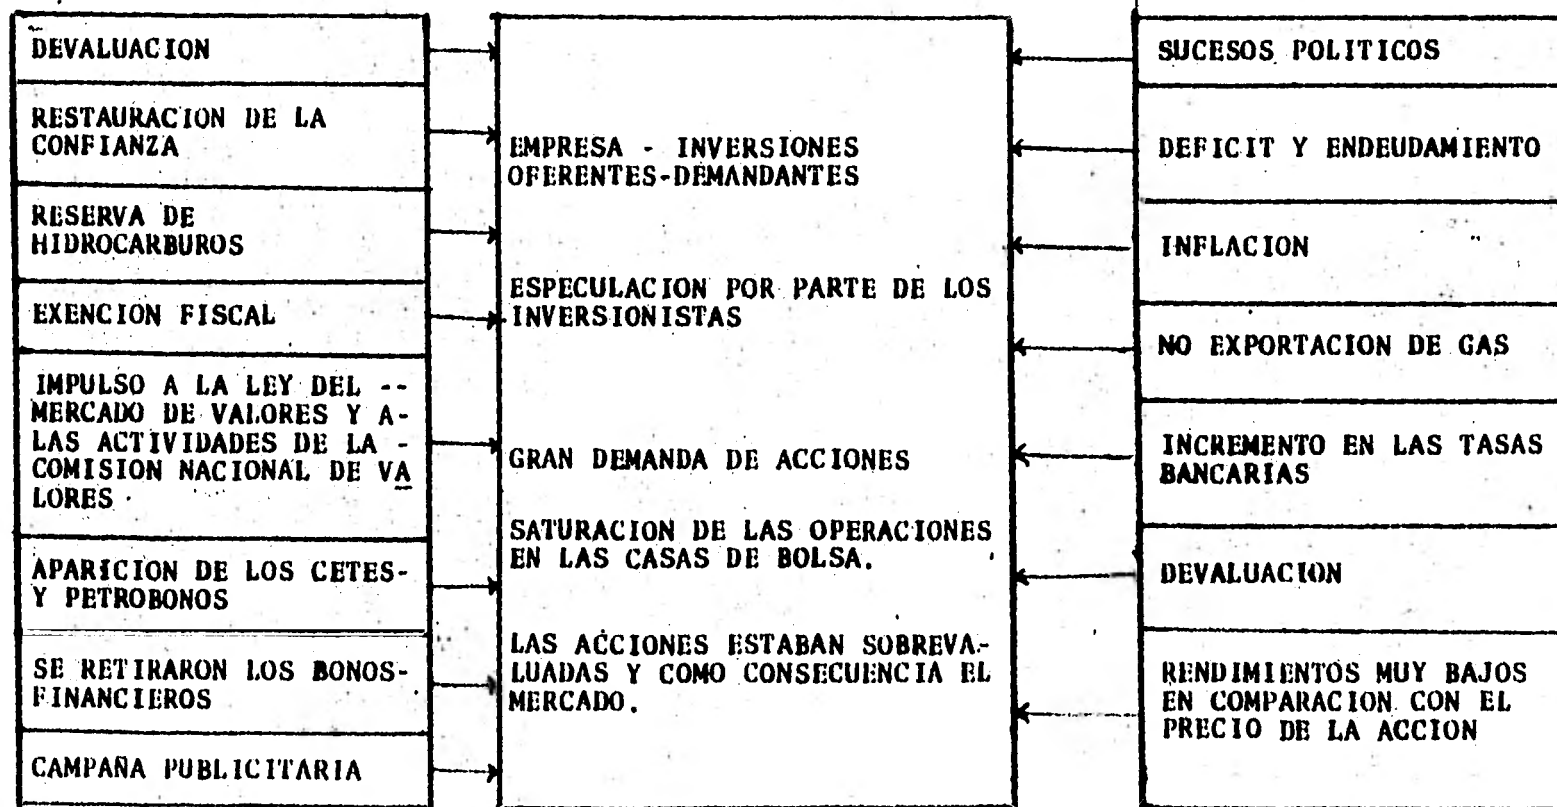 DEVALUACION
RESTAURACION DE LA
CONFIANZA
RESERVA DE
HIDROCARBUROS
EXENCION FISCAL
IMPULSO A LA LEY DEL --
MERCADO DE VALORES Y A-
LAS ACTIVIDADES DE LA -
COMISION NACIONAL DE VA
LORES
APARICION DE LOS CETES-
Y PETROBONOS
SE RETIRARON LOS BONOS-
FINANCIEROS
CAMPAÑA PUBLICITARIA
EMPRESA - INVERSIONES
OFERENTES-DEMANDANTES
ESPECULACION POR PARTE DE LOS
INVERSIONISTAS
GRAN DEMANDA DE ACCIONES
SATURACION DE LAS OPERACIONES
EN LAS CASAS DE BOLSA.
LAS ACCIONES ESTABAN SOBREVA-
LUADAS Y COMO CONSECUENCIA EL
MERCADO.
SUCESOS POLITICOS
DEFICIT Y ENDEUDAMIENTO
INFLACION
NO EXPORTACION DE GAS
INCREMENTO EN LAS TASAS
BANCARIAS
DEVALUACION
RENDIMIENTOS MUY BAJOS
EN COMPARACION CON EL
PRECIO DE LA ACCION